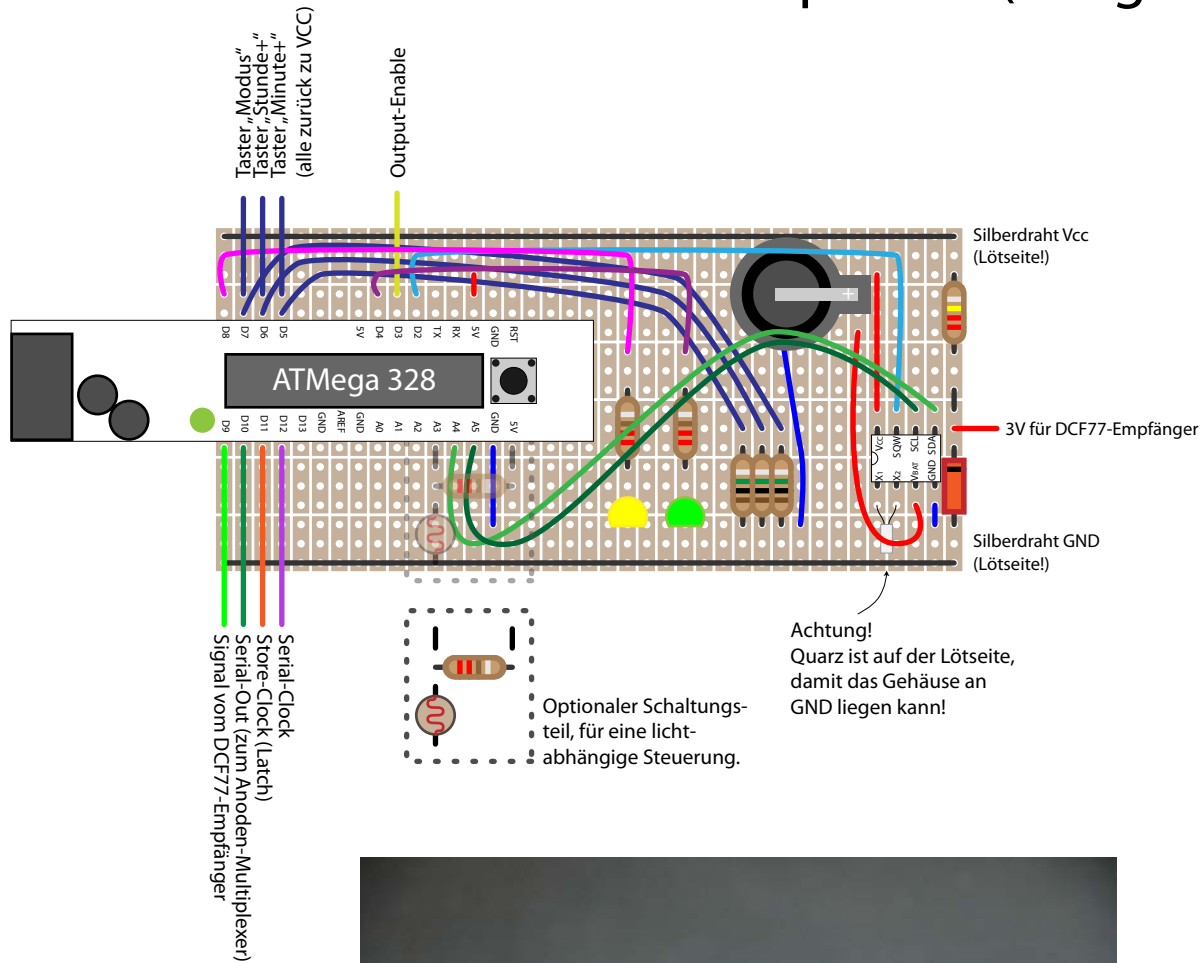 Taster „Modus“
Taster „Stunde+“
Taster „Minute+“
(alle zurück zu VCC)
Output-Enable
Silberdraht Vcc
(Lötseite!)
D8
D7
D6
D5
5V
D4
D3
D2
TX
RX
5V
GND
RST
ATMega 328
D9
D10
D11
D12
D13
GND
AREF
GND
A0
A1
A2
A3
A4
A5
GND
5V
+
Vcc
SQW
SCL
SDA
X1
X2
VBAT
GND
3V für DCF77-Empfänger
Silberdraht GND
(Lötseite!)
Achtung!
Quarz ist auf der Lötseite,
damit das Gehäuse an
GND liegen kann!
Optionaler Schaltungs-
teil, für eine licht-
abhängige Steuerung.
Serial-Clock
Store-Clock (Latch)
Serial-Out (zum Anoden-Multiplexer)
Signal vom DCF77-Empfänger